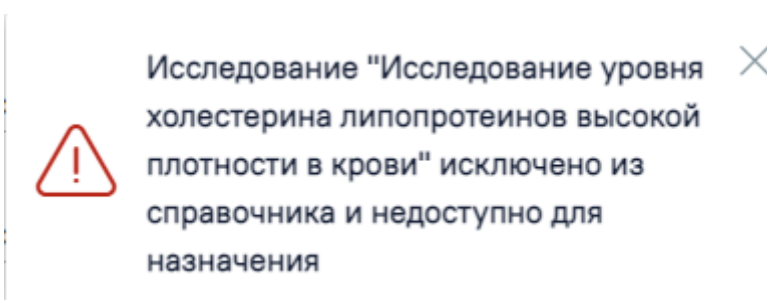 Исследование "Исследование уровня
холестерина липопротеинов высокой
плотности в крови" исключено из
справочника и недоступно для
назначения